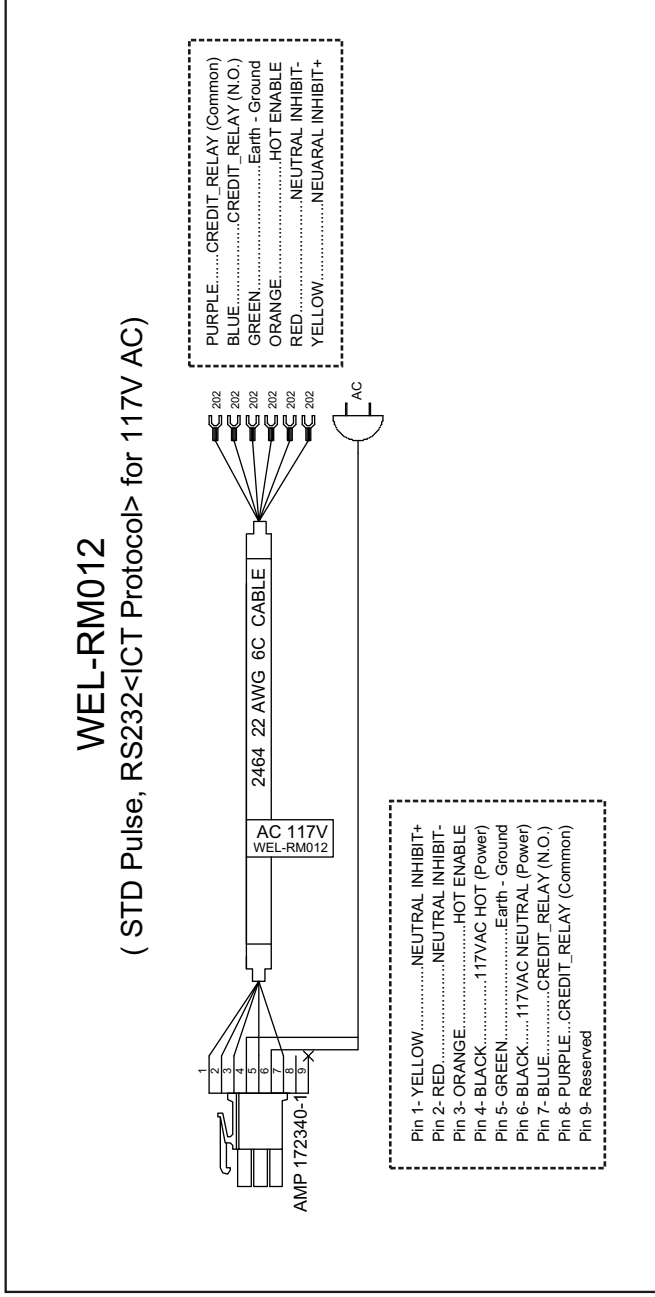 WEL-RM012
( STD Pulse, RS232<ICT Protocol> for 117V AC)
1
2
3
4
5
6
7
8
9
AMP 172340-1
AC 117V
WEL-RM012
2464 22 AWG 6C CABLE
202
202
202
202
202
202
AC
PURPLE.......CREDIT_RELAY (Common)
BLUE..............CREDIT_RELAY (N.O.)
GREEN.......................Earth - Ground
ORANGE.......................HOT ENABLE
RED.......................NEUTRAL INHIBIT-
YELLOW..............NEUARAL INHIBIT+
Pin 1- YELLOW..............NEUTRAL INHIBIT+
Pin 2- RED.....................NEUTRAL INHIBIT-
Pin 3- ORANGE.....................HOT ENABLE
Pin 4- BLACK............117VAC HOT (Power)
Pin 5- GREEN.....................Earth - Ground
Pin 6- BLACK.....117VAC NEUTRAL (Power)
Pin 7- BLUE.............CREDIT_RELAY (N.O.)
Pin 8- PURPLE...CREDIT_RELAY (Common)
Pin 9- Reserved